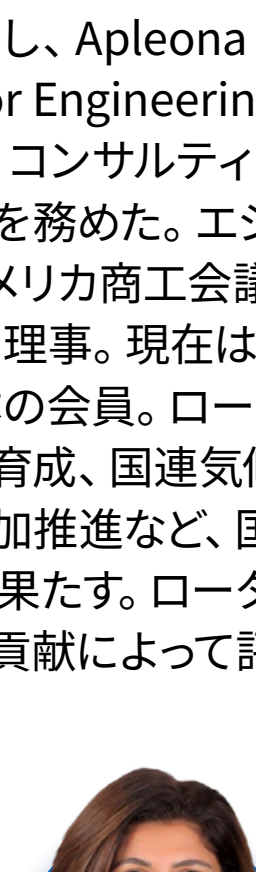 し、Apleona
or Engineerin
コンサルティ
を務めた。エジ
メリカ商工会議
理事。現在は
の会員。ロー
育成、国連気候
加推進など、国
果たす。ロータ
貢献によって評